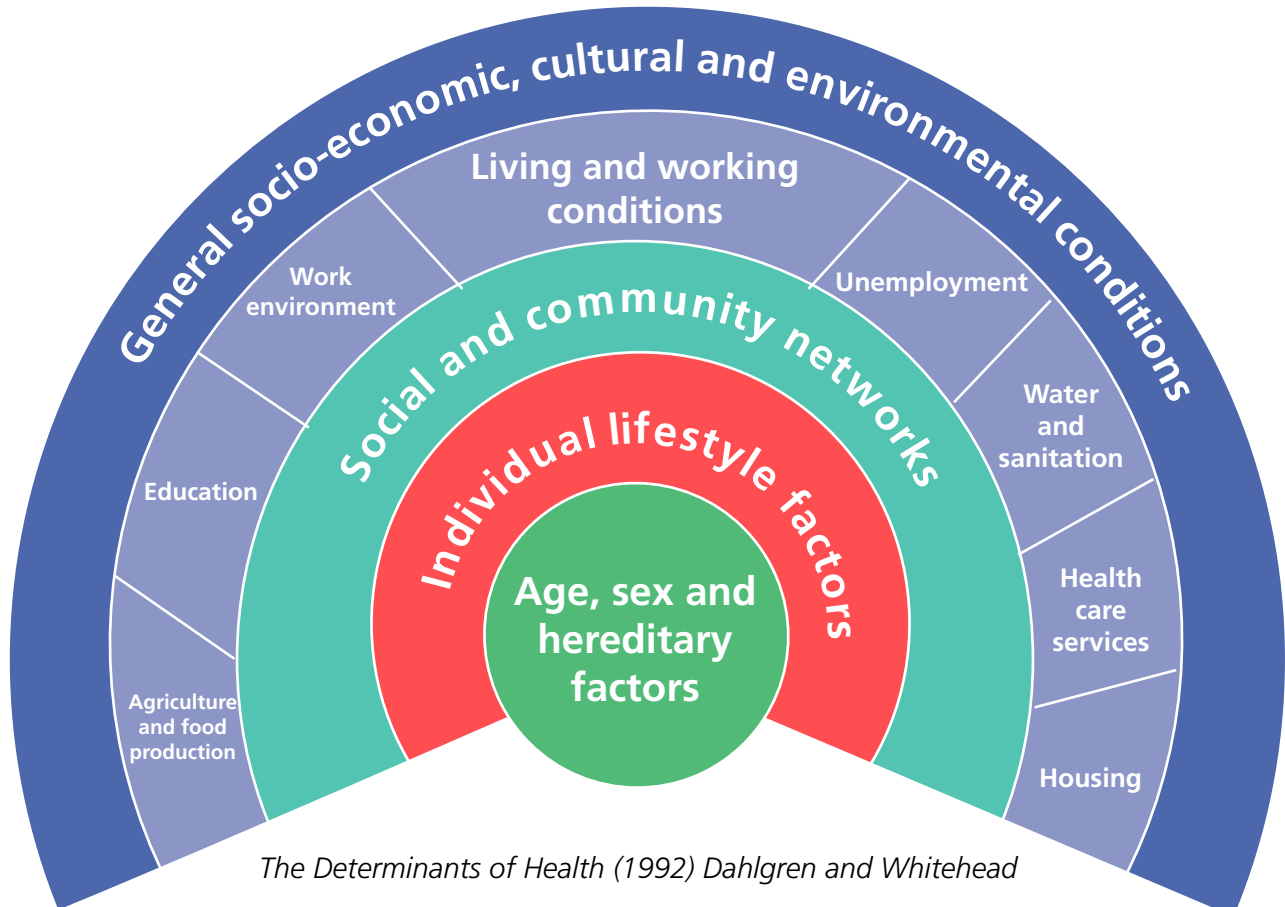 General socio-economic, cultural and environmental conditions
Living and working
conditions
Work
environment
Unemployment
Social and community networks
Water
and
sanitation
Education
Individual lifestyle factors
Health
care
services
Age, sex and
hereditary
factors
Agriculture
and food
production
Housing
The Determinants of Health (1992) Dahlgren and Whitehead